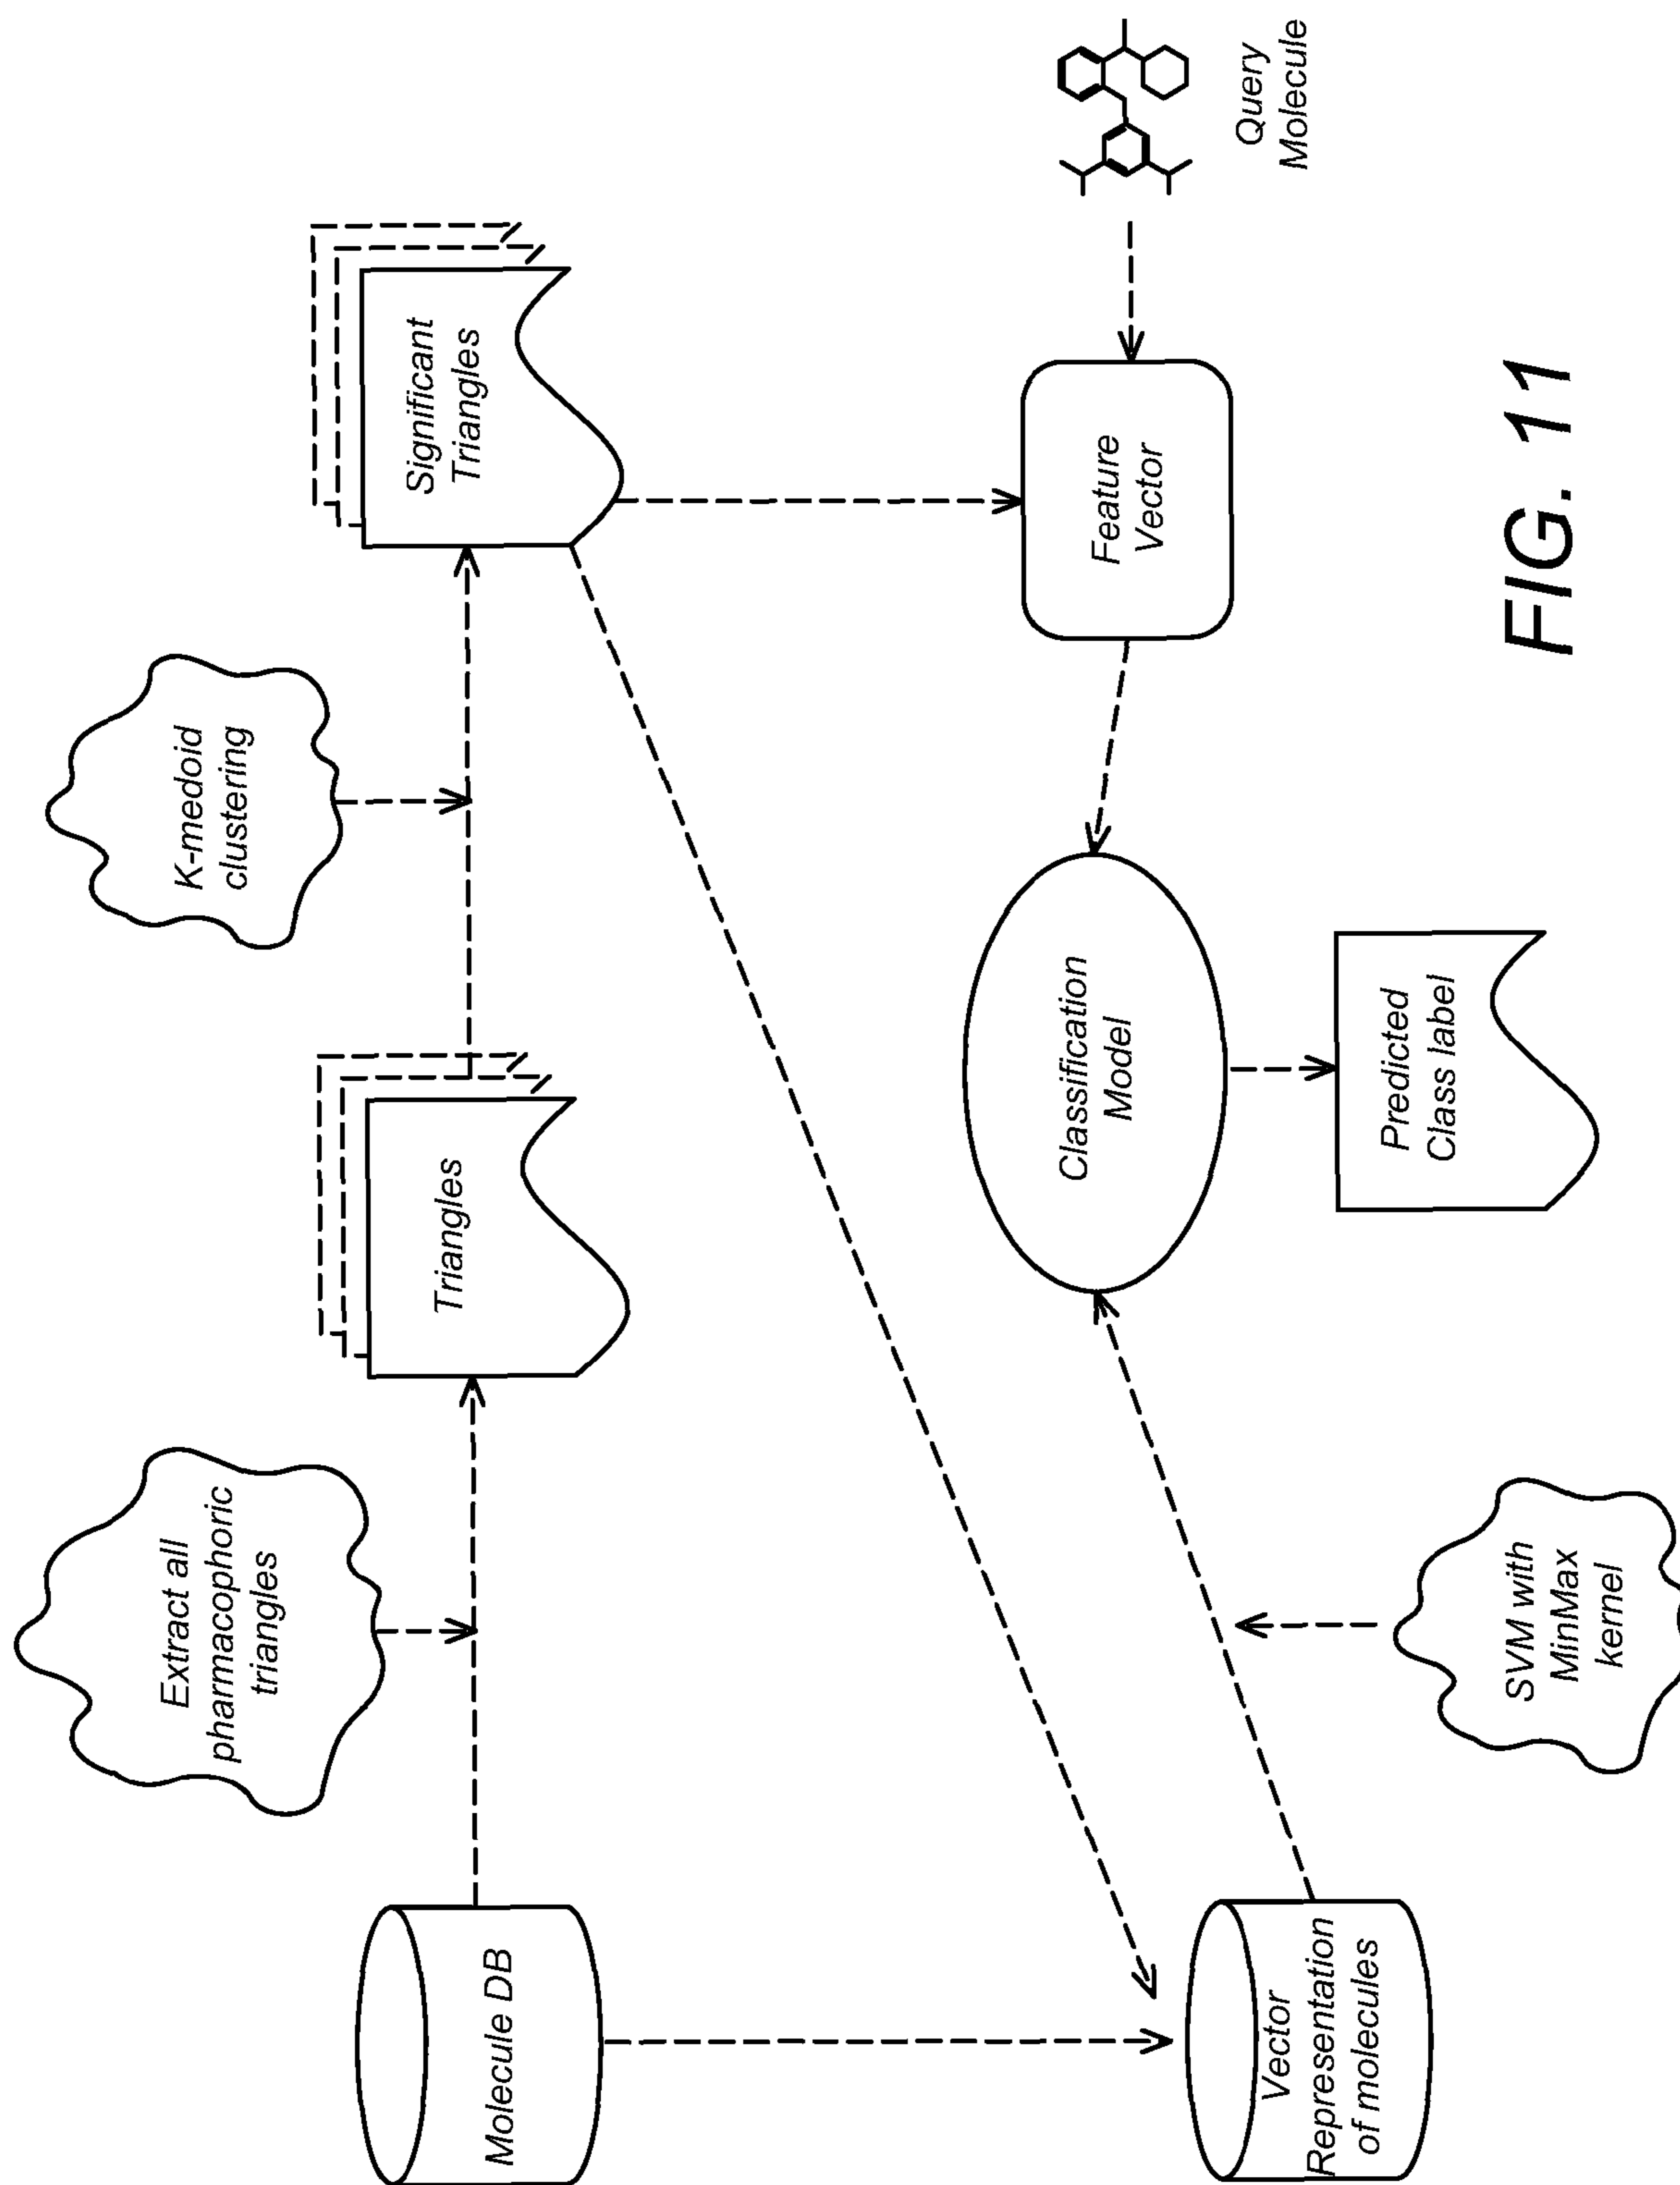 Extract all
pharmacophoric
triangles
K-medoid
clustering
Molecule DB
Triangles
Significant
Triangles
Vector
Representation
of molecules
SVM with
MinMax
kernel
Classification
Model
Feature
Vector
Query
Molecule
Predicted
Class label
FIG. 11